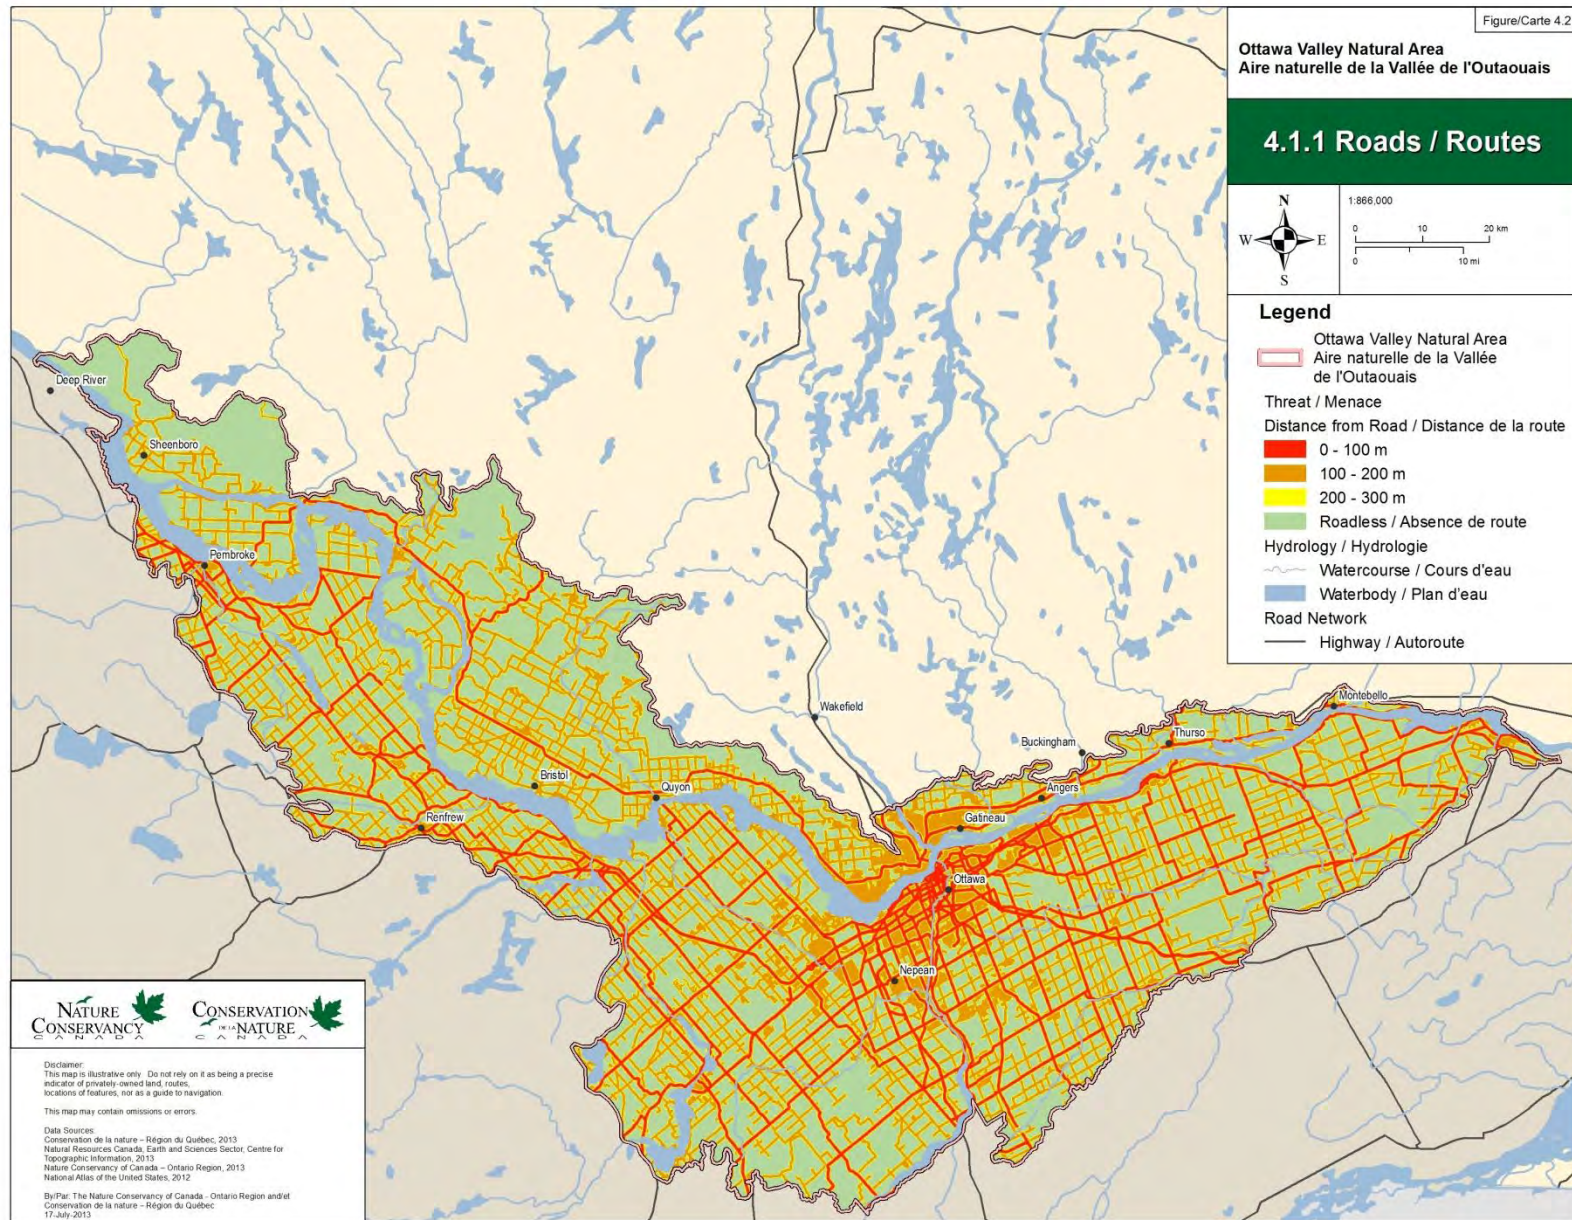 Figure/Carte 4.2
Ottawa Valley Natural Area
Aire naturelle de la Vallée de l'Outaouais
4.1.1 Roads / Routes
N
W E
S
1:866,000
0 10 20 km
0 10 mi
Legend
Ottawa Valley Natural Area
Aire naturelle de la Vallée
de l'Outaouais
Threat / Menace
Distance from Road / Distance de la route
0 - 100 m
100 - 200 m
200 - 300 m
Roadless / Absence de route
Hydrology / Hydrologie
Watercourse / Cours d'eau
Waterbody / Plan d'eau
Road Network
Highway / Autoroute
Deep River
Sheenboro
Pembroke
Wakefield
Montebello
Buckingham
Thurso
Bristol
Quyon
Angers
Renfrew
Gatineau
Ottawa
Nepean
NATURE
CONSERVANCY
CANADA
CONSERVATION
DE LA NATURE
CANADA
Disclaimer:
This map is illustrative only. Do not rely on it as being a precise
indicator of privately-owned land, routes,
locations of features, nor as a guide to navigation.
This map may contain omissions or errors.
Data Sources:
Conservation de la nature – Région du Québec, 2013
Natural Resources Canada, Earth and Sciences Sector, Centre for
Topographic Information, 2013
Nature Conservancy of Canada – Ontario Region, 2013
National Atlas of the United States, 2012
By/Par: The Nature Conservancy of Canada - Ontario Region and/et
Conservation de la nature – Région du Québec
17-July-2013